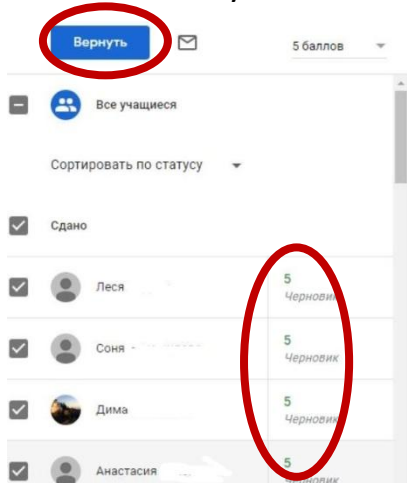 Вернуть
5 баллов
Все учащиеся
Сортировать по статусу
Сдано
Леся
5
Черновик
Соня
5
Черновик
Дима
5
Черновик
Анастасия
5
Черновик